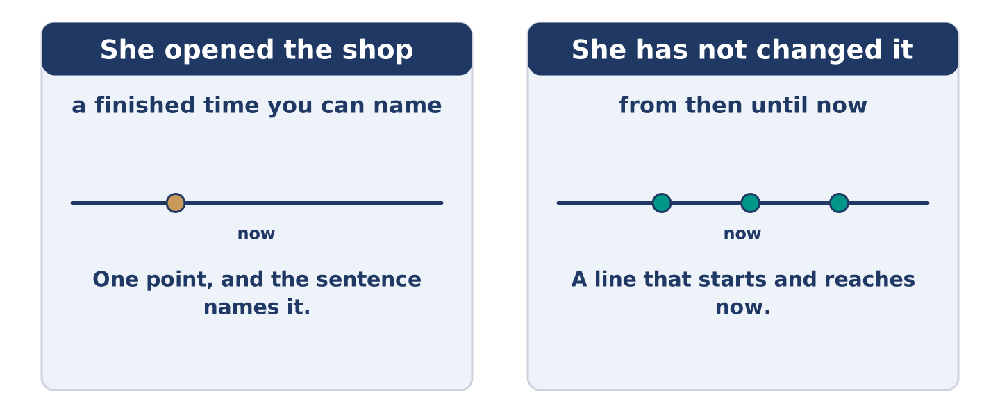 She opened the shop
a finished time you can name
now
One point, and the sentence
names it.
She has not changed it
from then until now
now
A line that starts and reaches
now.